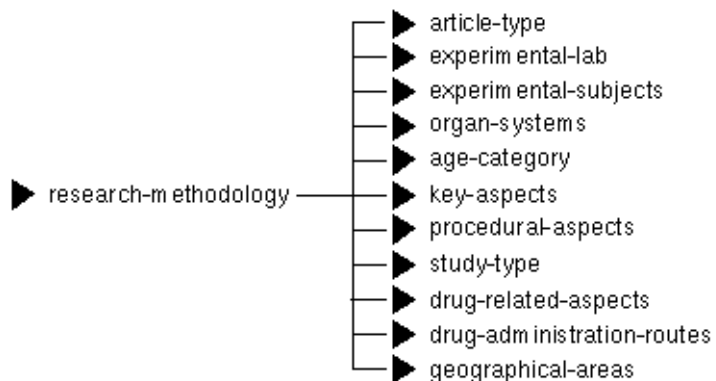 article-type
experimental-lab
experimental-subjects
organ-systems
age-category
research-methodology
key-aspects
procedural-aspects
study-type
drug-related-aspects
drug-administration-routes
geographical-areas